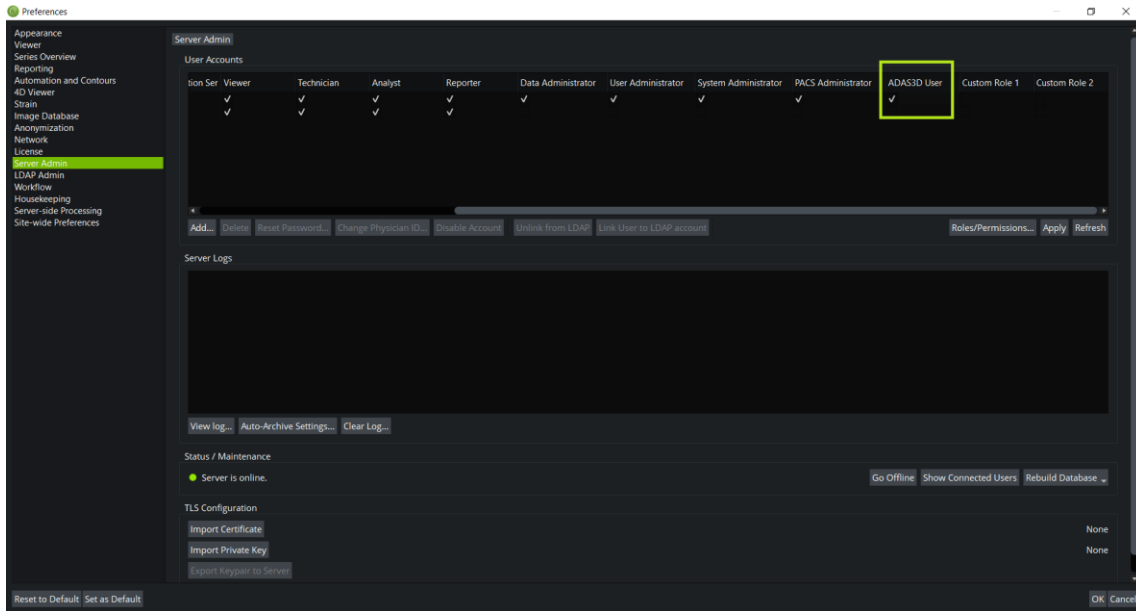 Preferences
Appearance
Viewer
Series Overview
Reporting
Automation and Contours
4D Viewer
Strain
Image Database
Anonymization
Network
License
Server Admin
LDAP Admin
Workflow
Housekeeping
Server-side Processing
Site-wide Preferences
Server Admin
User Accounts
tion Ser Viewer Technician Analyst Reporter Data Administrator User Administrator System Administrator PACS Administrator ADAS3D User Custom Role 1 Custom Role 2
Add... Delete Reset Password... Change Physician ID... Disable Account Unlink from LDAP Link User to LDAP account Roles/Permissions... Apply Refresh
Server Logs
View log... Auto-Archive Settings... Clear Log...
Status / Maintenance
Server is online. Go Offline Show Connected Users Rebuild Database
TLS Configuration
Import Certificate None
Import Private Key None
Export Keypair to Server
Reset to Default Set as Default OK Cancel